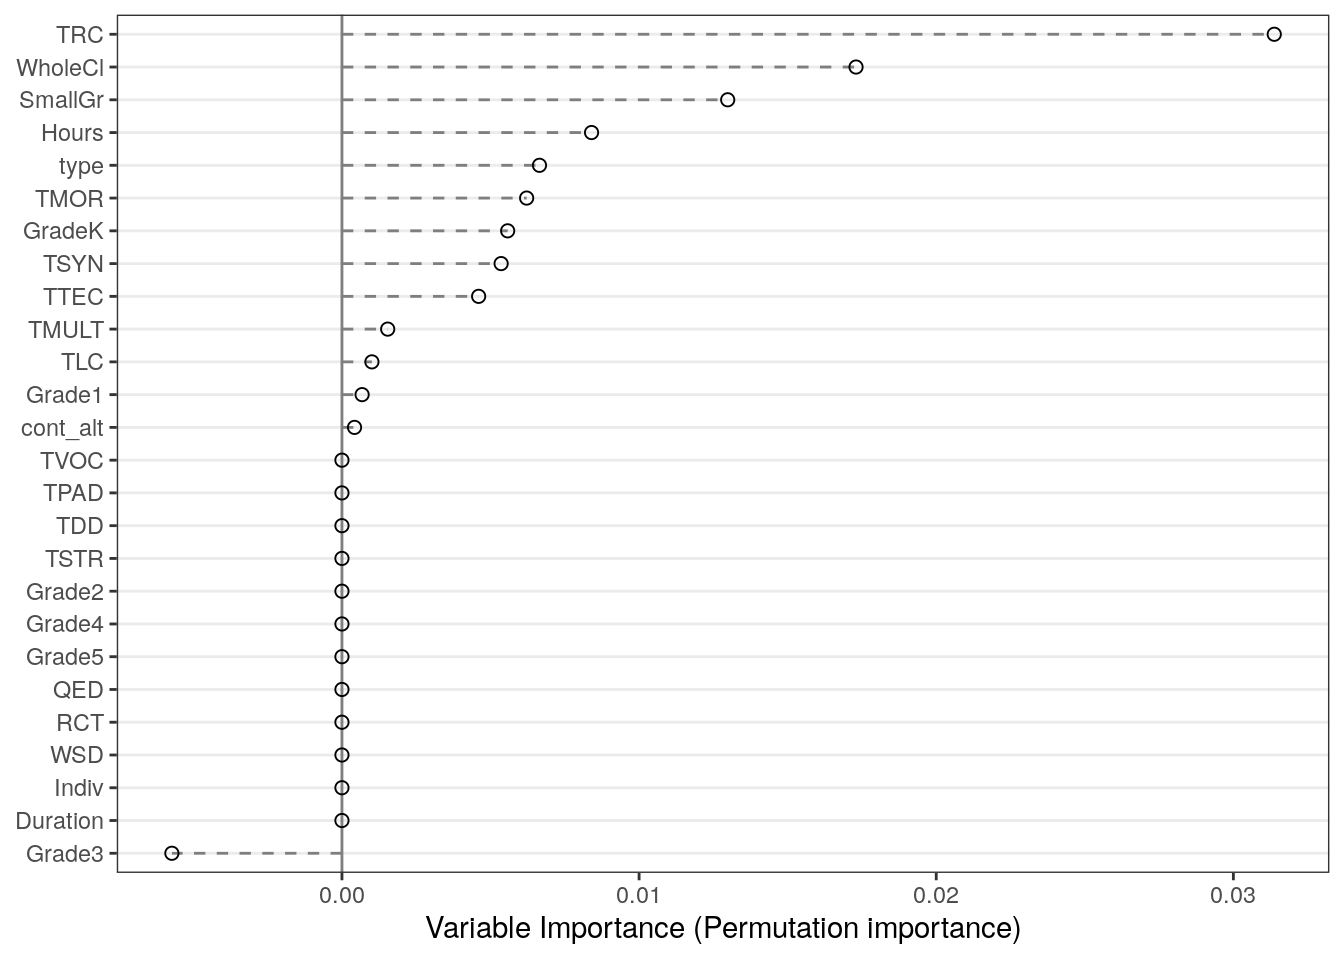 TRC
WholeCl
SmallGr
Hours
type
TMOR
GradeK
TSYN
TTEC
TMULT
TLC
Grade1
cont_alt
TVOC
TPAD
TDD
TSTR
Grade2
Grade4
Grade5
QED
RCT
WSD
Indiv
Duration
Grade3
0.00 0.01 0.02 0.03
Variable Importance (Permutation importance)